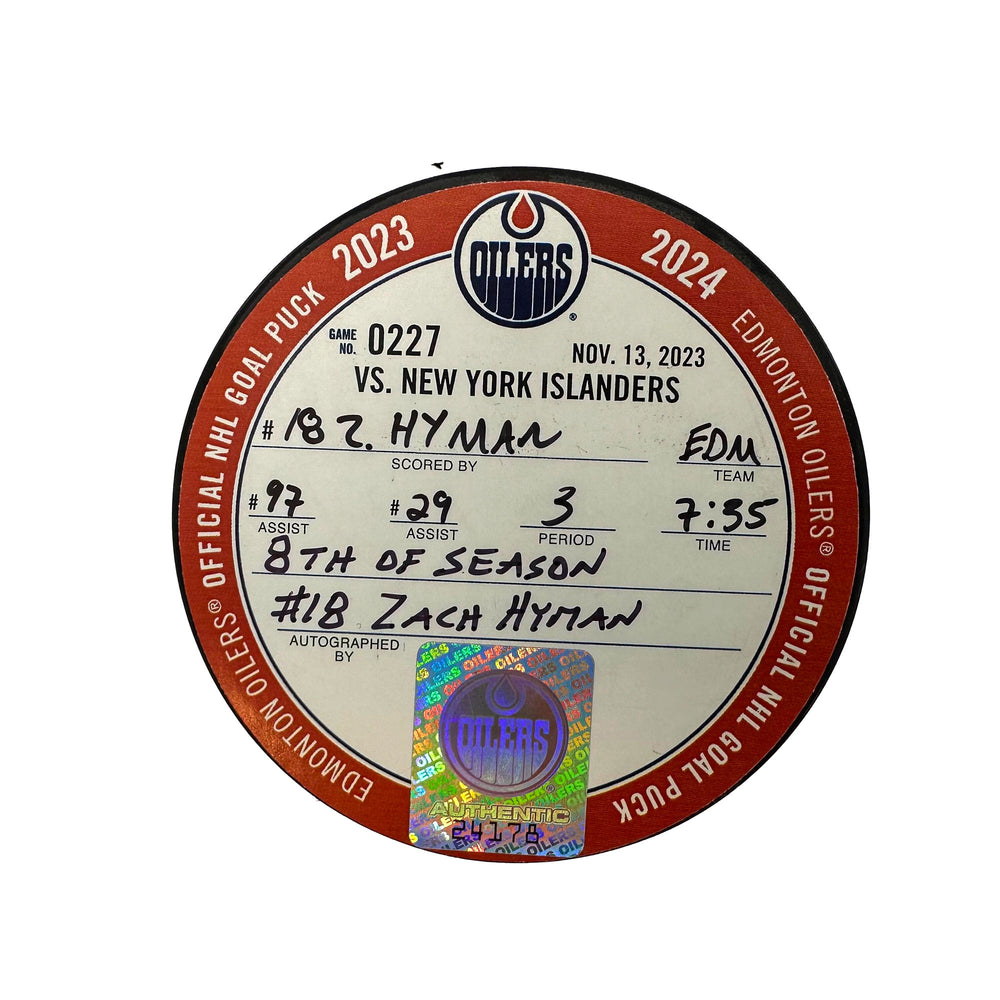 EDMONTON OILERS® OFFICIAL NHL GOAL PUCK 2023
2024 EDMONTON OILERS® OFFICIAL NHL GOAL PUCK
OILERS ®
GAME NO. 0227
NOV. 13, 2023
VS. NEW YORK ISLANDERS
# 18 Z. HYMAN EDM
SCORED BY TEAM
# 97 # 29 3 7:35
ASSIST ASSIST PERIOD TIME
8TH OF SEASON
#18 ZACH HYMAN
AUTOGRAPHED BY
OILERS
AUTHENTIC
24178